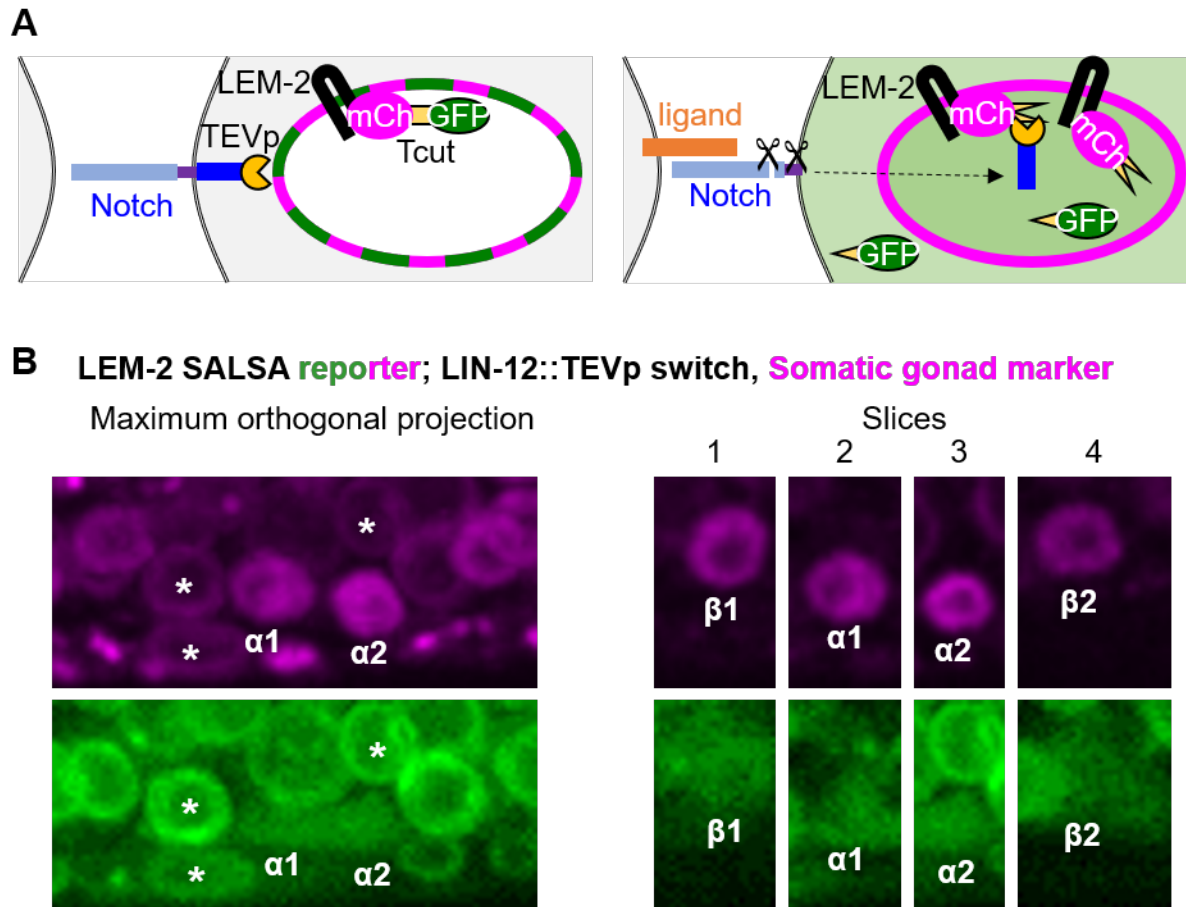 A
LEM-2
mCh
GFP
TEVp
Tcut
Notch
LEM-2
mCh
mCh
ligand
Notch
GFP
GFP
B
LEM-2 SALSA reporter; LIN-12::TEVp switch, Somatic gonad marker
Maximum orthogonal projection
Slices
1 2 3 4
*
*
*
α1
α2
β1
α1
α2
β2
*
*
*
α1
α2
β1
α1
α2
β2